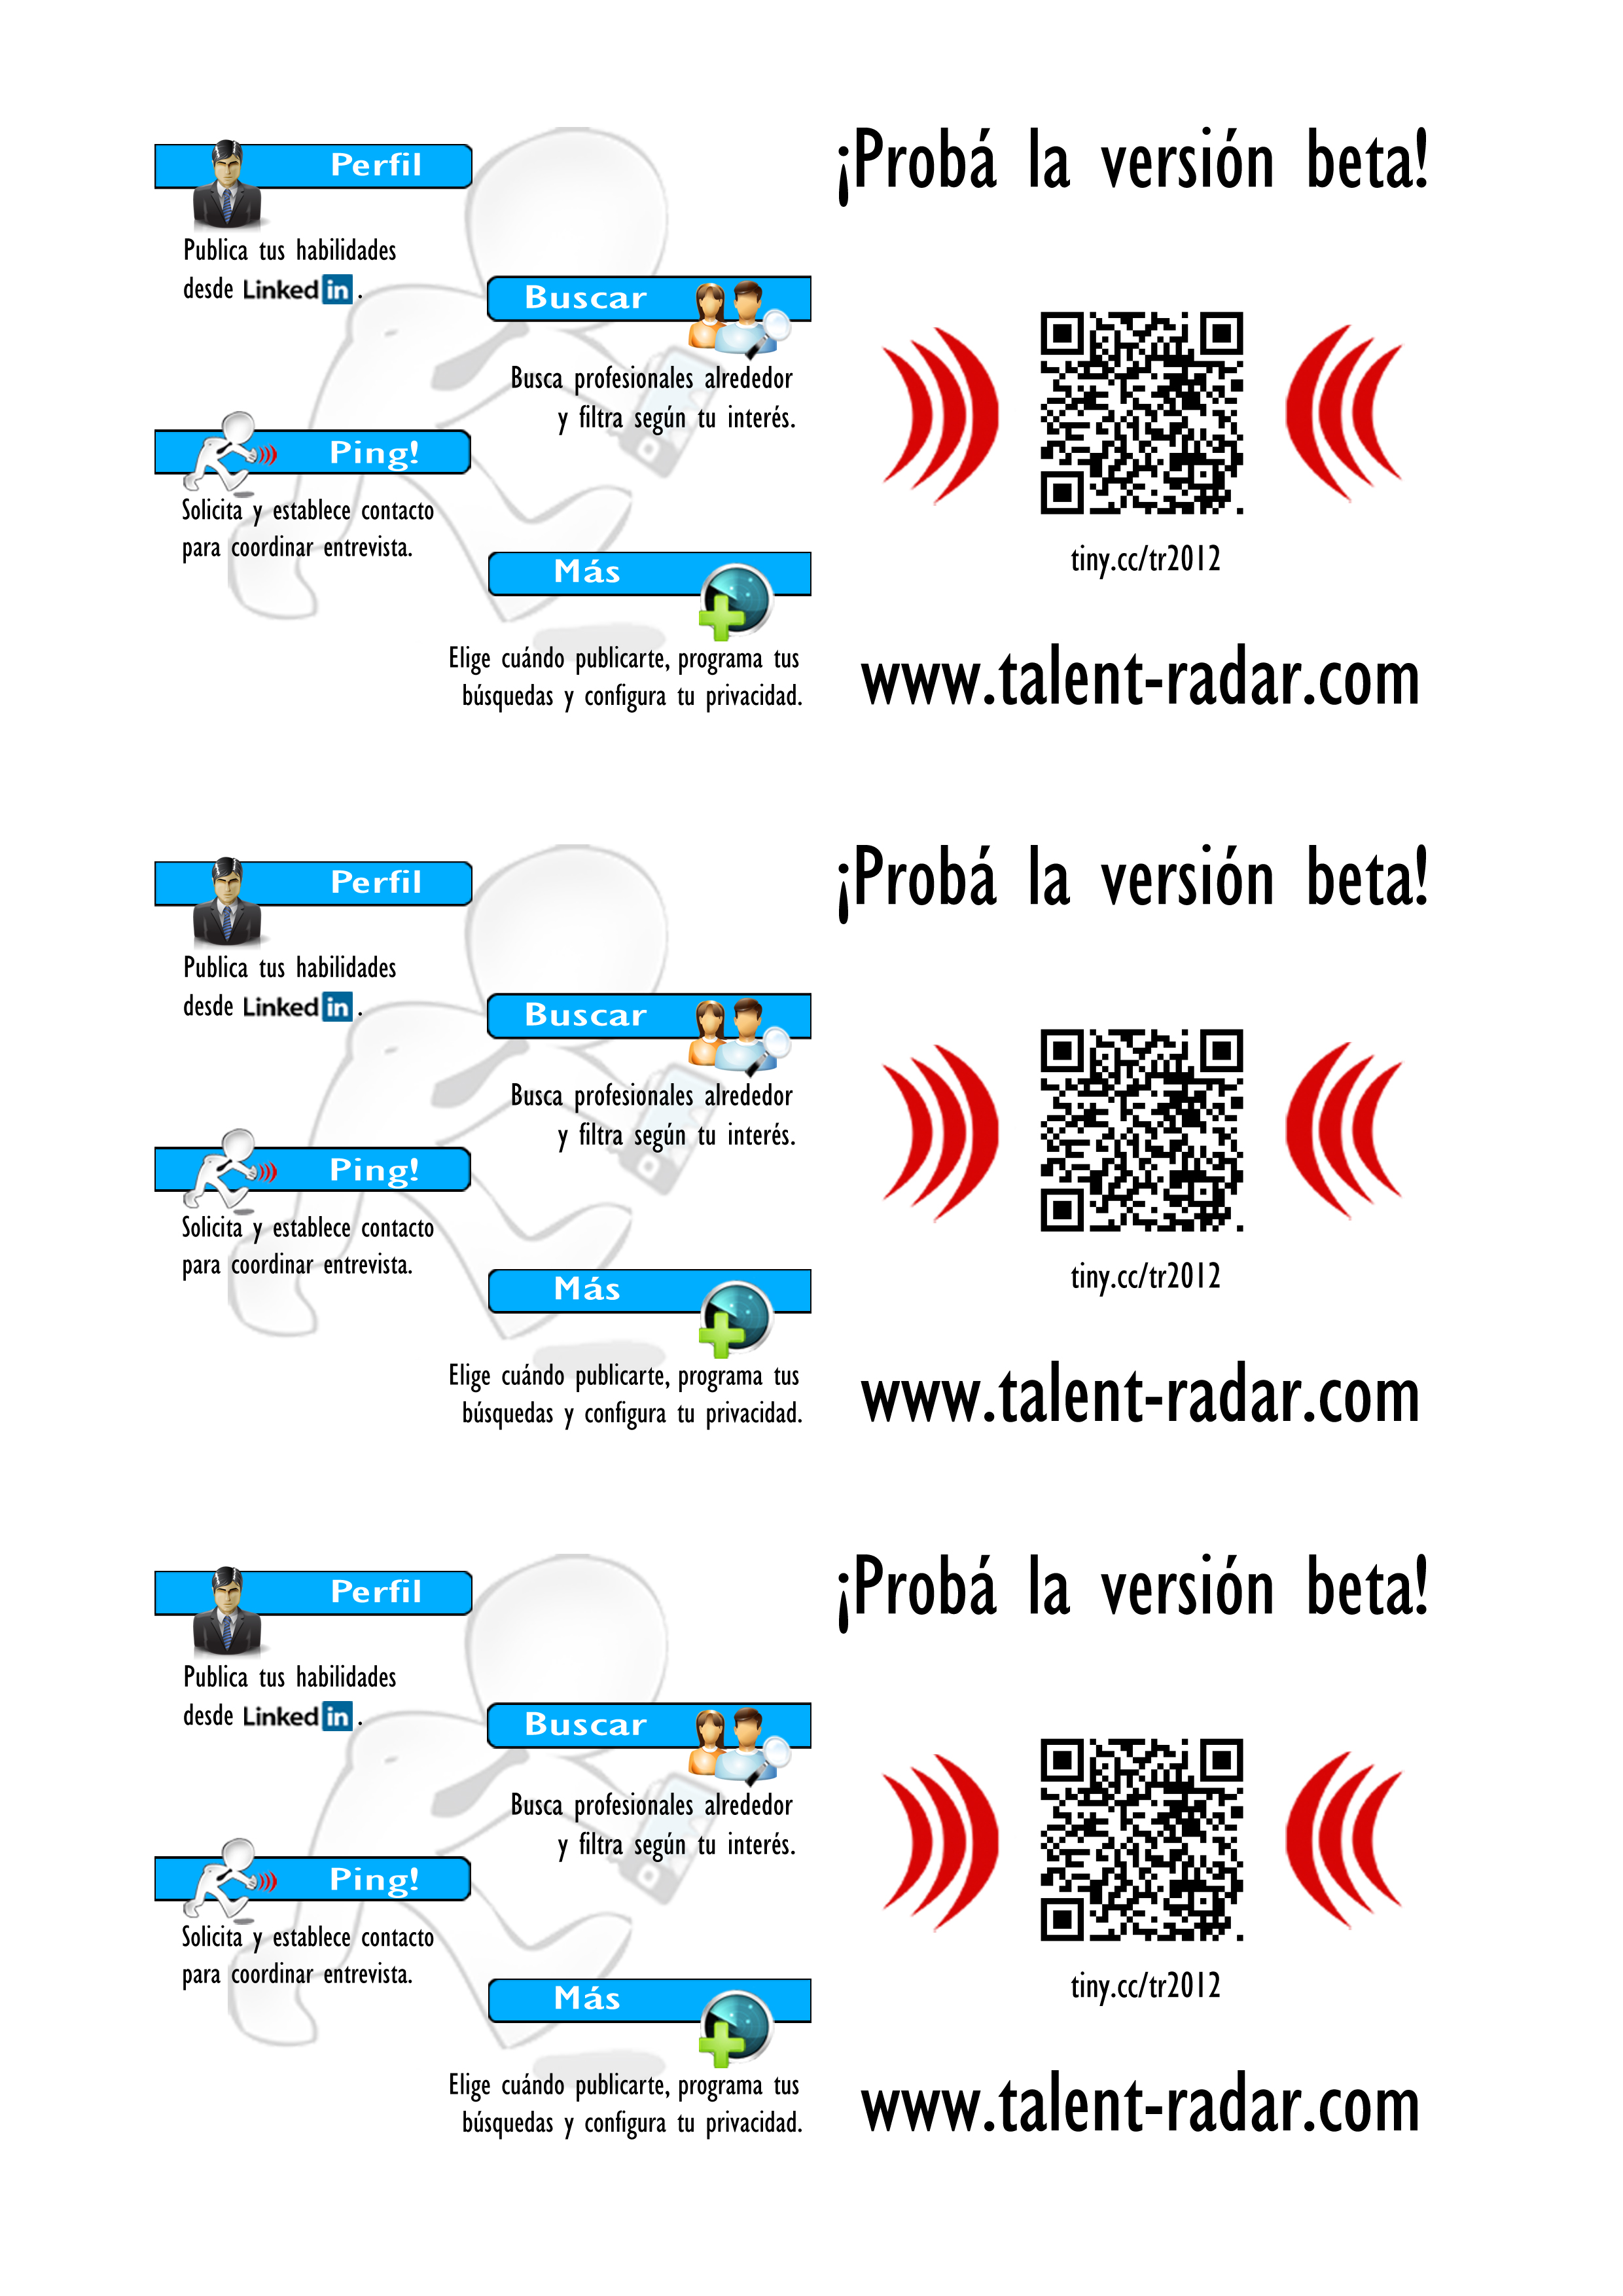 Perfil
Publica tus habilidades
desde Linked in.
Buscar
Busca profesionales alrededor
y filtra según tu interés.
Ping!
Solicita y establece contacto
para coordinar entrevista.
Más
Elige cuándo publicarte, programa tus
búsquedas y configura tu privacidad.
¡Probá la versión beta!
tiny.cc/tr2012
www.talent-radar.com
Perfil
Publica tus habilidades
desde Linked in.
Buscar
Busca profesionales alrededor
y filtra según tu interés.
Ping!
Solicita y establece contacto
para coordinar entrevista.
Más
Elige cuándo publicarte, programa tus
búsquedas y configura tu privacidad.
¡Probá la versión beta!
tiny.cc/tr2012
www.talent-radar.com
Perfil
Publica tus habilidades
desde Linked in.
Buscar
Busca profesionales alrededor
y filtra según tu interés.
Ping!
Solicita y establece contacto
para coordinar entrevista.
Más
Elige cuándo publicarte, programa tus
búsquedas y configura tu privacidad.
¡Probá la versión beta!
tiny.cc/tr2012
www.talent-radar.com